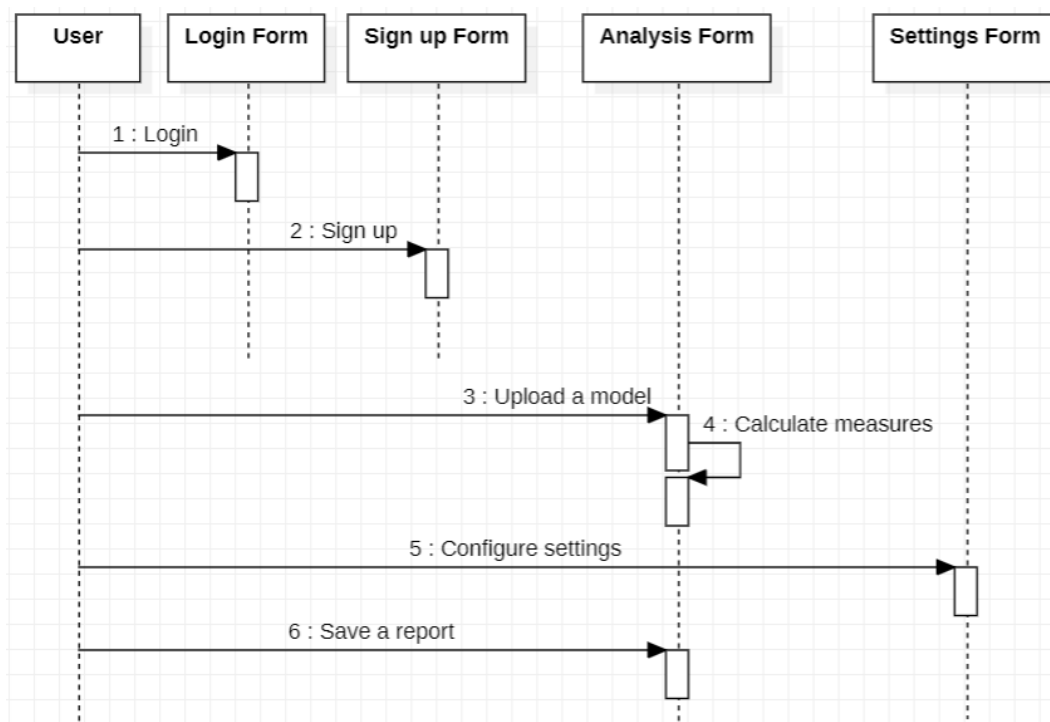 User
Login Form
Sign up Form
Analysis Form
Settings Form
1 : Login
2 : Sign up
3 : Upload a model
4 : Calculate measures
5 : Configure settings
6 : Save a report